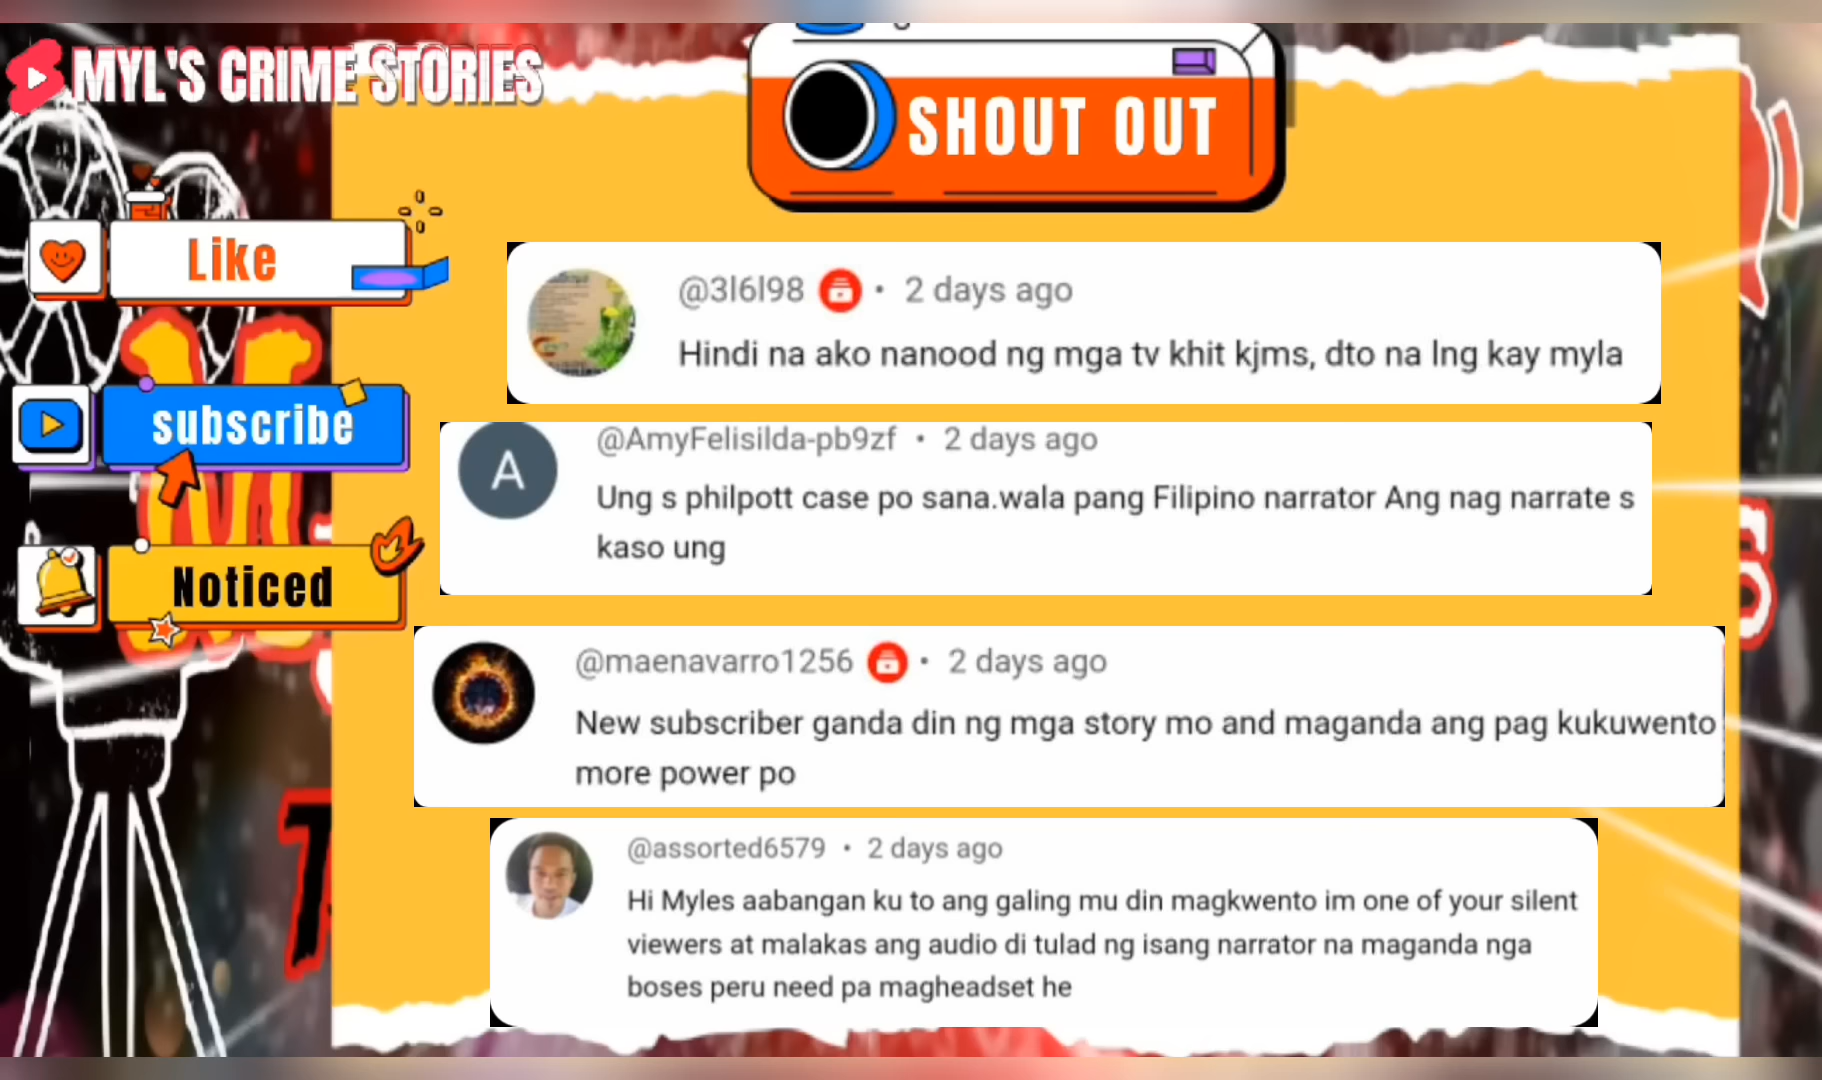 MYL'S CRIME STORIES
SHOUT OUT
Like
subscribe
Noticed
@3l6l98 • 2 days ago
Hindi na ako nanood ng mga tv khit kjms, dto na lng kay myla
A
@AmyFelisilda-pb9zf • 2 days ago
Ung s philpott case po sana.wala pang Filipino narrator Ang nag narrate s
kaso ung
@maenavarro1256 • 2 days ago
New subscriber ganda din ng mga story mo and maganda ang pag kukuwento
more power po
@assorted6579 • 2 days ago
Hi Myles aabangan ku to ang galing mu din magkwento im one of your silent
viewers at malakas ang audio di tulad ng isang narrator na maganda nga
boses peru need pa magheadset he